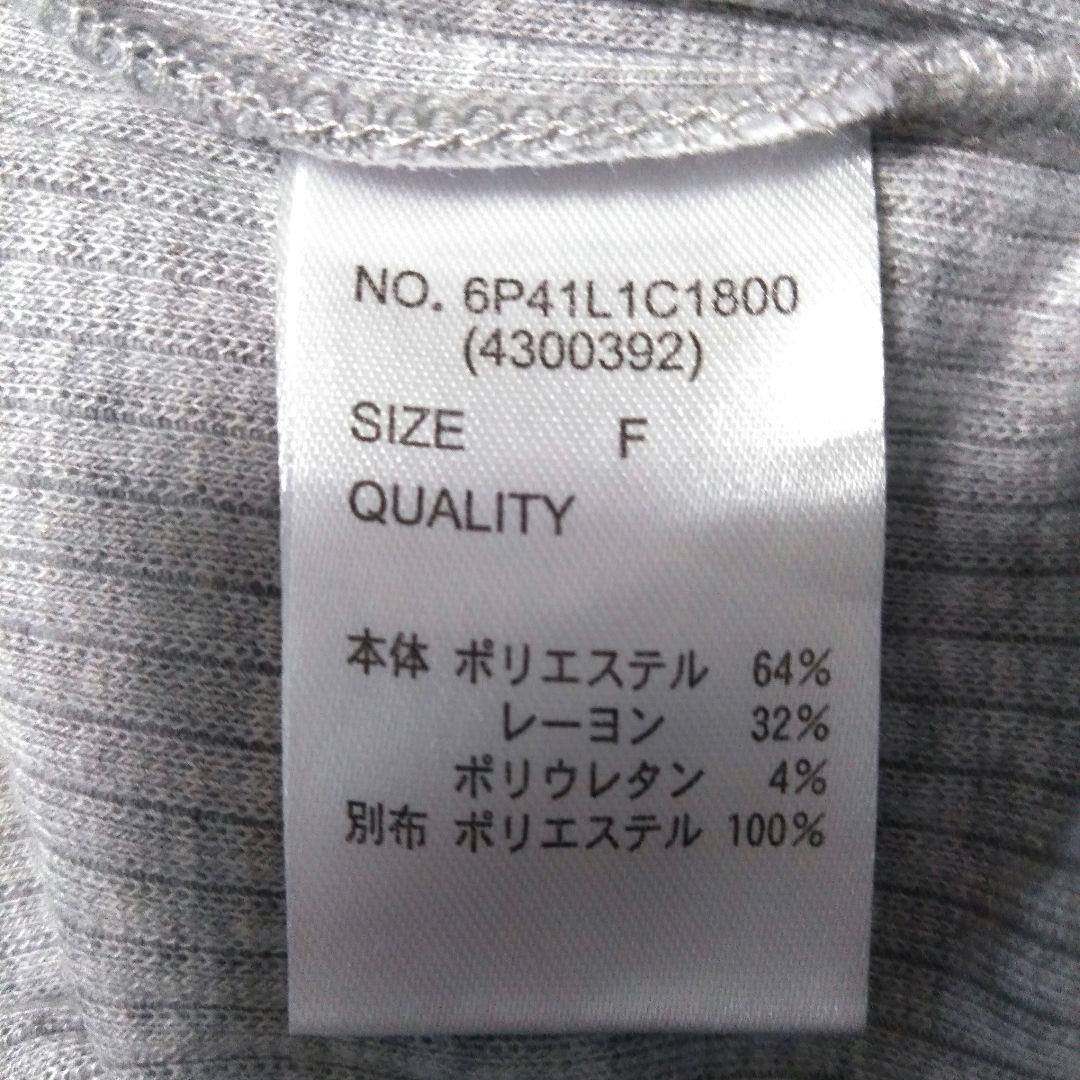 NO. 6P41L1C1800
(4300392)
SIZE F
QUALITY
本体 ポリエステル 64%
レーヨン 32%
ポリウレタン 4%
別布 ポリエステル 100%